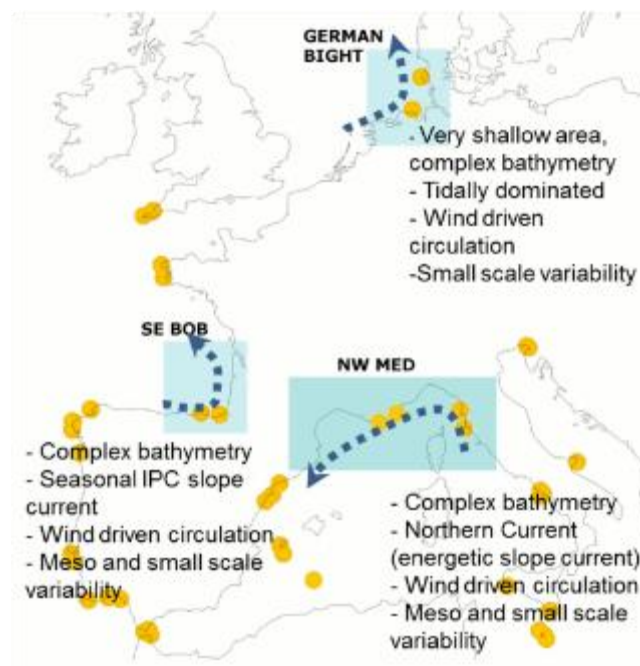 GERMAN
BIGHT
- Very shallow area,
complex bathymetry
- Tidally dominated
- Wind driven
circulation
-Small scale variability
SE BOB
NW MED
- Complex bathymetry
- Seasonal IPC slope
current
- Wind driven circulation
- Meso and small scale
variability
- Complex bathymetry
- Northern Current
(energetic slope current)
- Wind driven circulation
- Meso and small scale
variability